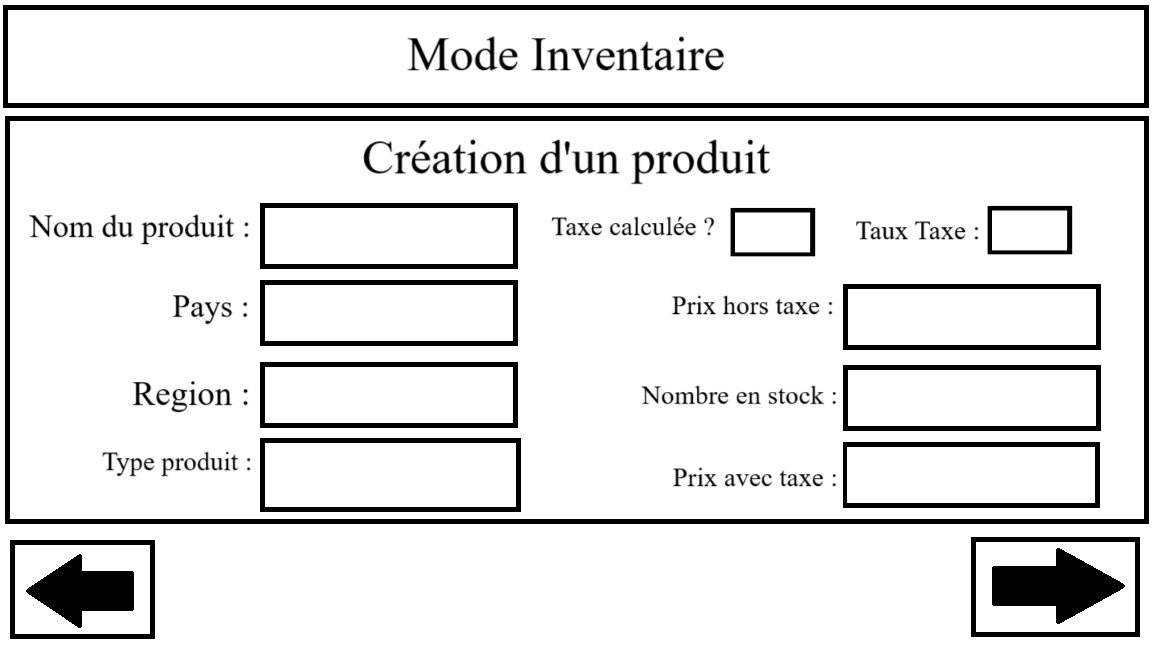 Mode Inventaire
Création d'un produit
Nom du produit :
Taxe calculée ?
Taux Taxe :
Pays :
Prix hors taxe :
Region :
Nombre en stock :
Type produit :
Prix avec taxe :